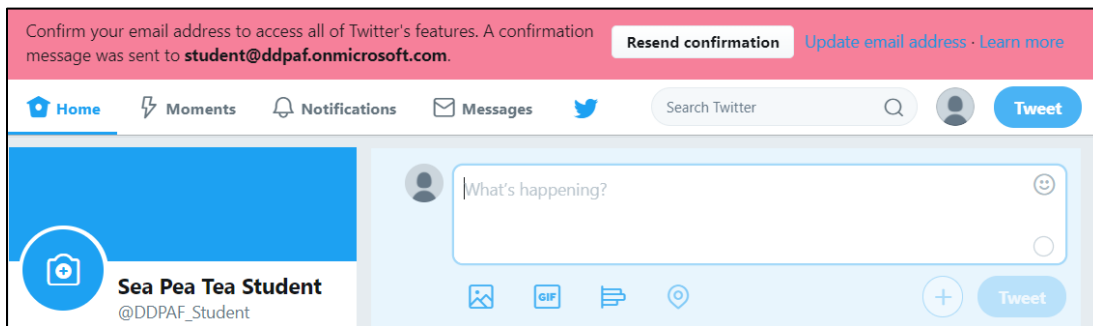 Confirm your email address to access all of Twitter's features. A confirmation
message was sent to student@ddpaf.onmicrosoft.com.
Resend confirmation
Update email address · Learn more
Home
Moments
Notifications
Messages
Search Twitter
Tweet
What's happening?
Sea Pea Tea Student
@DDPAF_Student
GIF
Tweet